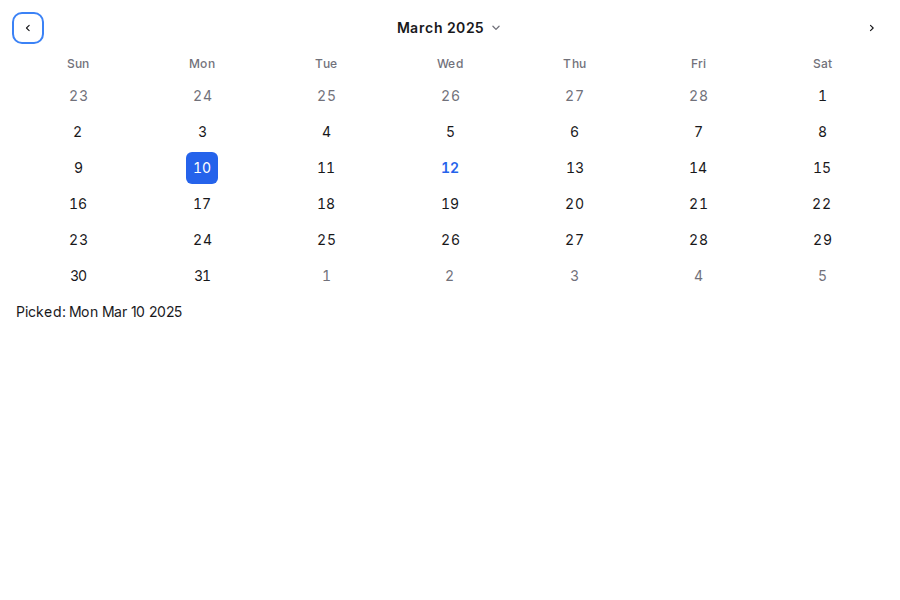 March 2025
Sun Mon Tue Wed Thu Fri Sat
23 24 25 26 27 28 1
2 3 4 5 6 7 8
9 10 11 12 13 14 15
16 17 18 19 20 21 22
23 24 25 26 27 28 29
30 31 1 2 3 4 5
Picked: Mon Mar 10 2025